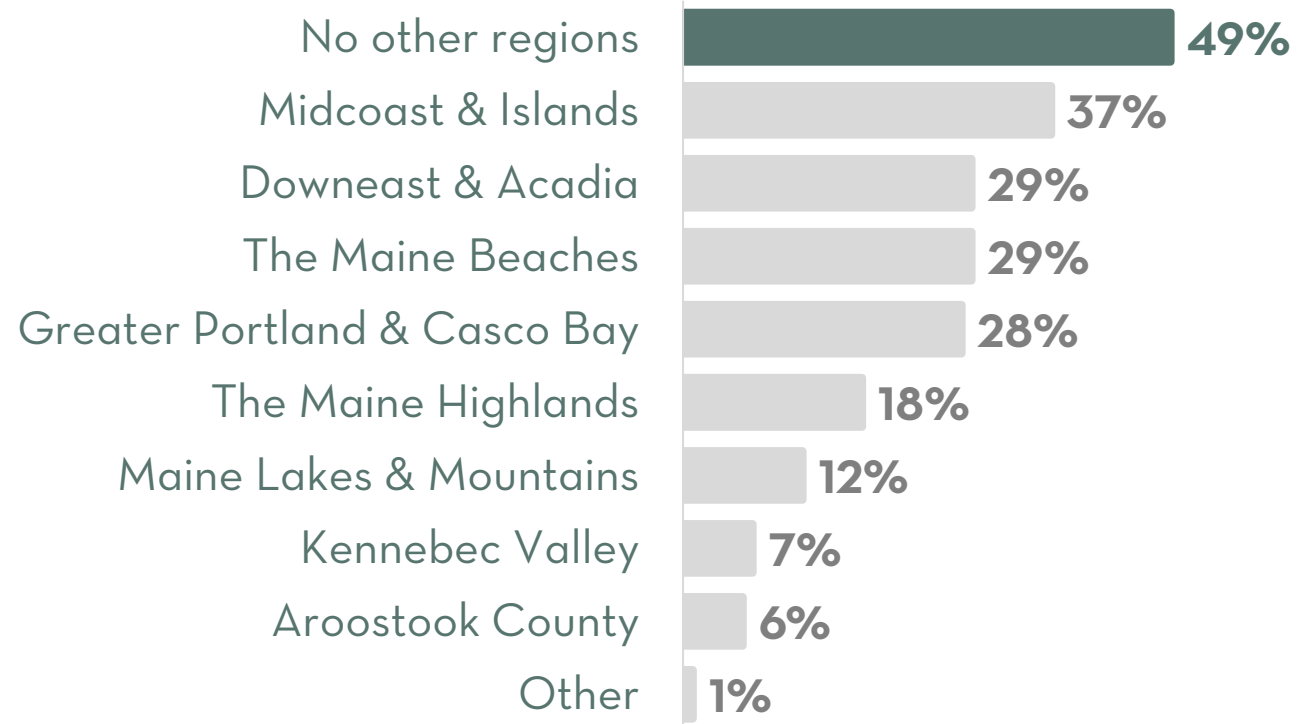 No other regions 49%
Midcoast & Islands 37%
Downeast & Acadia 29%
The Maine Beaches 29%
Greater Portland & Casco Bay 28%
The Maine Highlands 18%
Maine Lakes & Mountains 12%
Kennebec Valley 7%
Aroostook County 6%
Other 1%